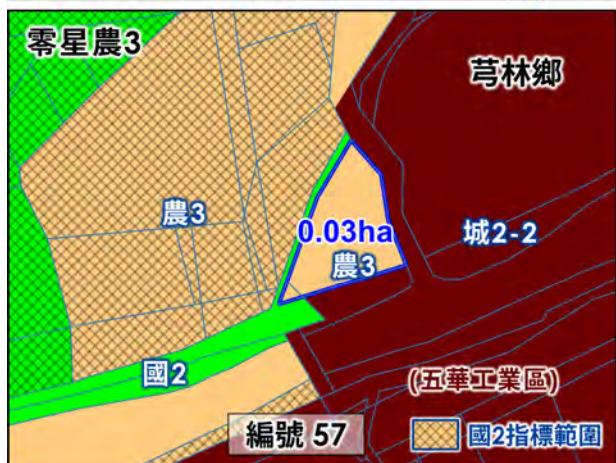 零星農3
芎林鄉
農3
0.03ha
農3
城2-2
國2
(五華工業區)
編號 57
國2指標範圍